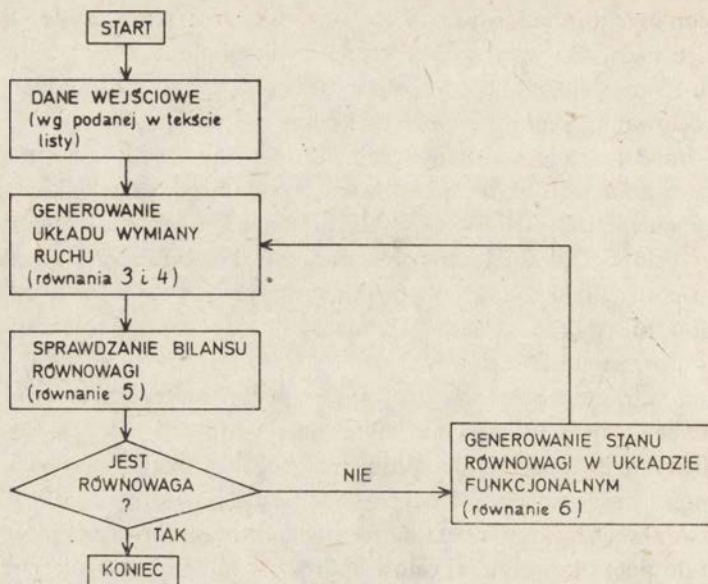 START
DANE WEJŚCIOWE
(wg podanej w tekście
listy)
GENEROWANIE
UKŁADU WYMIANY
RUCHU
(równania 3 i 4)
SPRAWDZANIE BILANSU
RÓWNOWAGI
(równanie 5)
JEST
RÓWNOWAGA
?
NIE
TAK
GENEROWANIE STANU
RÓWNOWAGI W UKŁADZIE
FUNKCJONALNYM
(równanie 6)
KONIEC